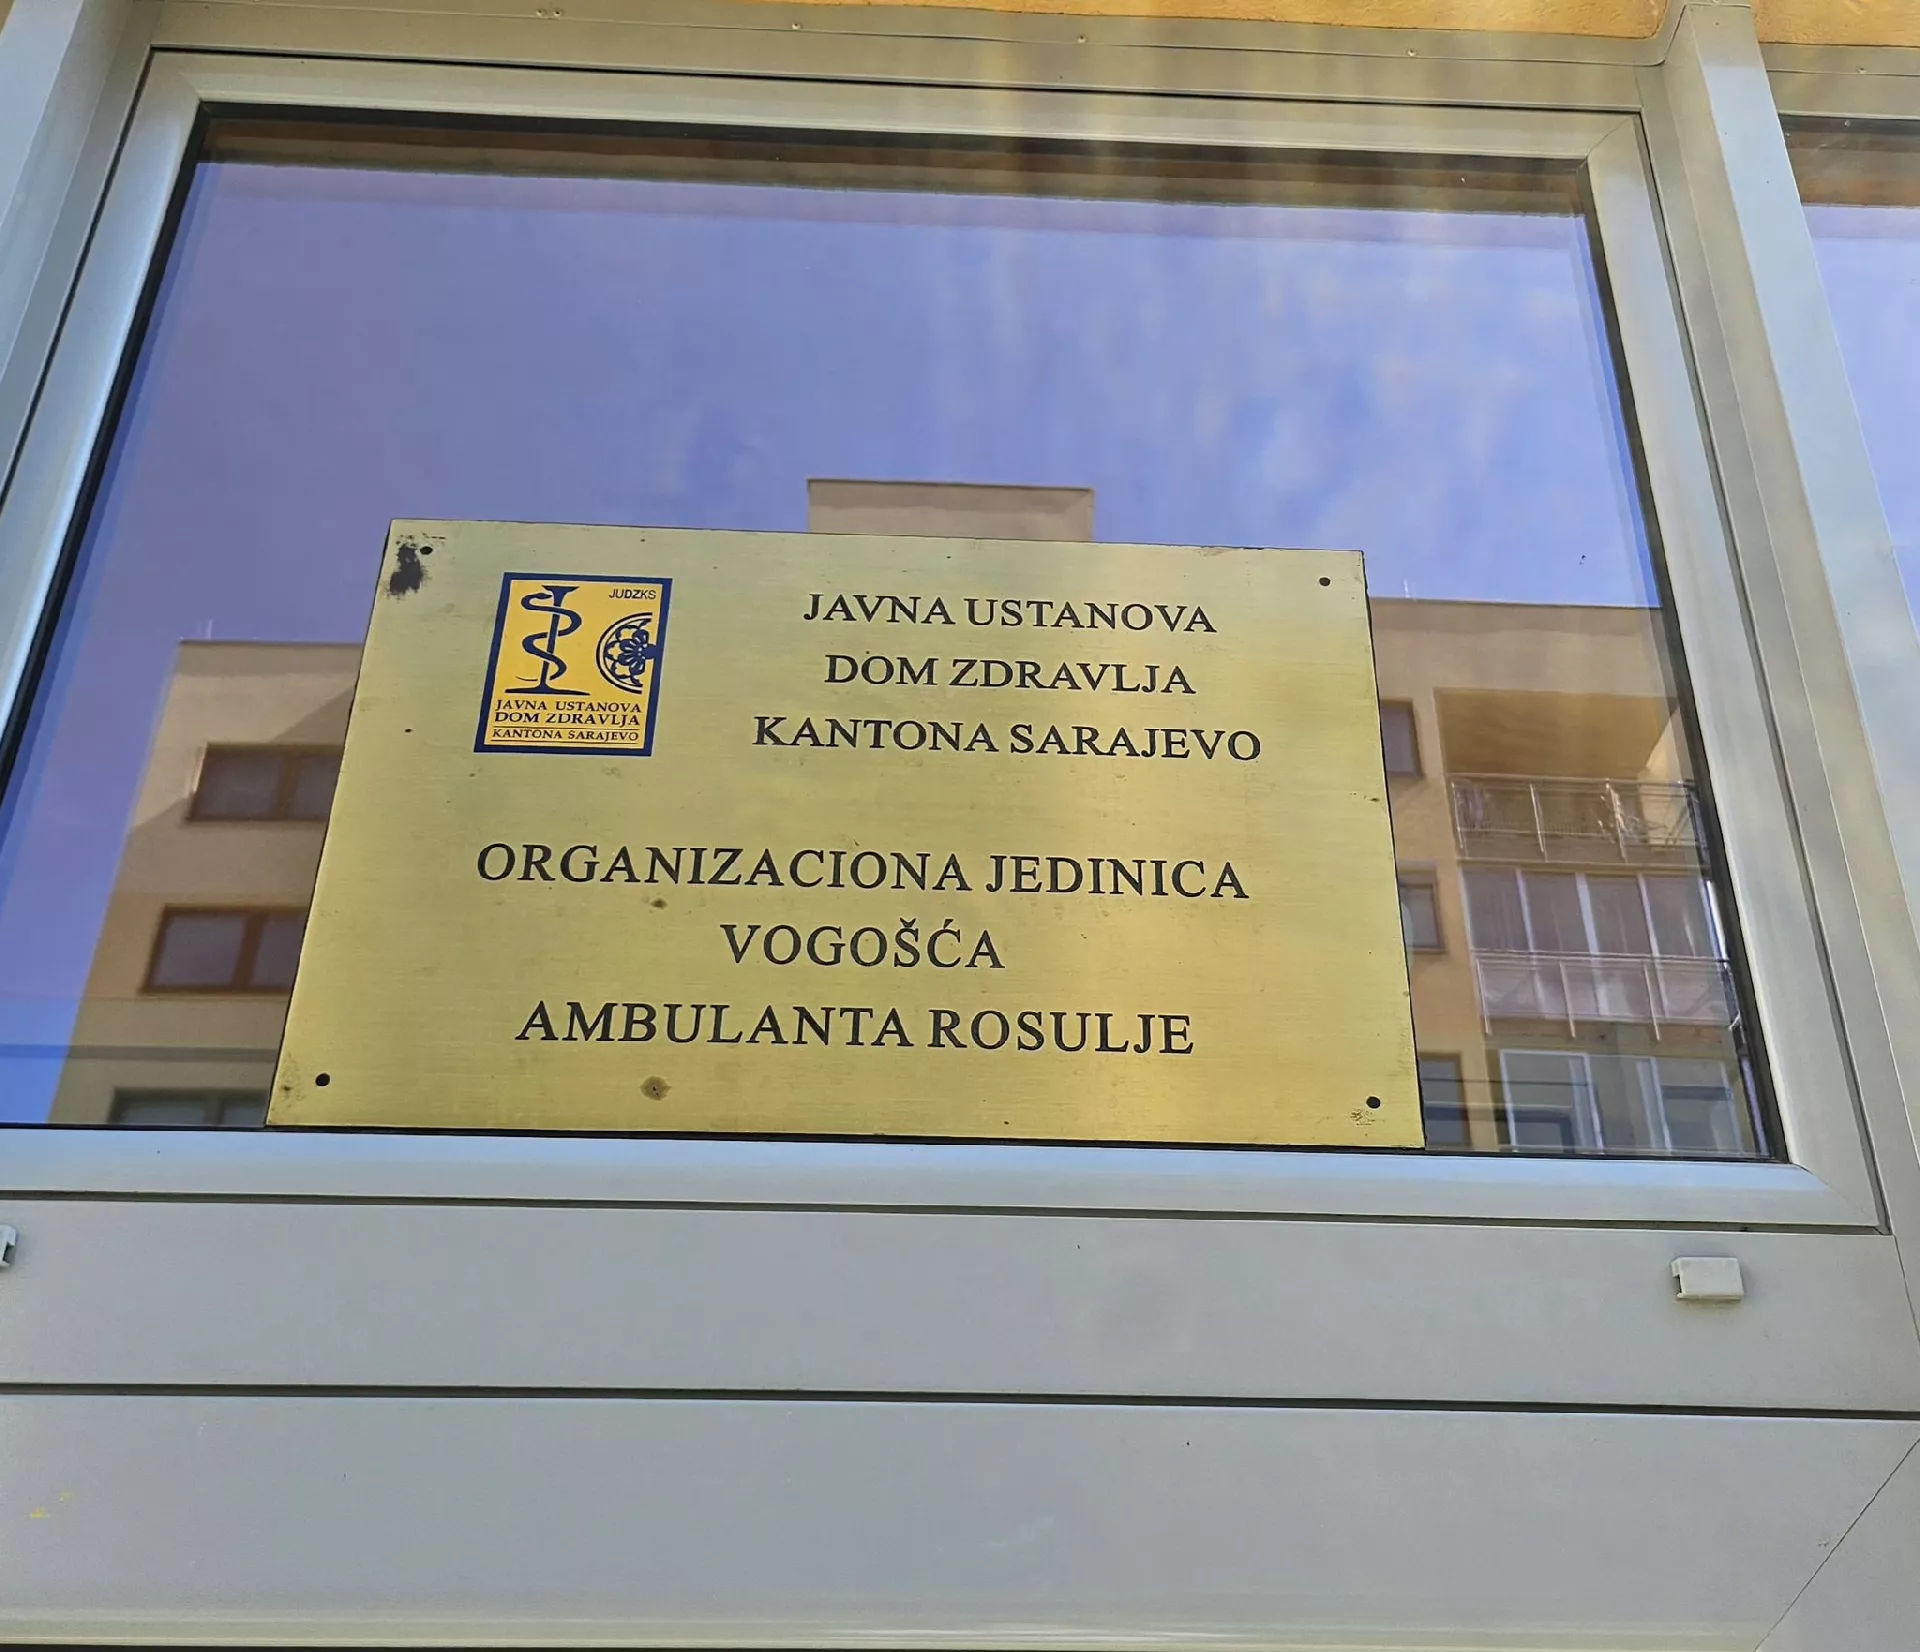 JUDZKS
JAVNA USTANOVA
DOM ZDRAVLJA
KANTONA SARAJEVO
JAVNA USTANOVA
DOM ZDRAVLJA
KANTONA SARAJEVO
ORGANIZACIONA JEDINICA
VOGOŠĆA
AMBULANTA ROSULJE